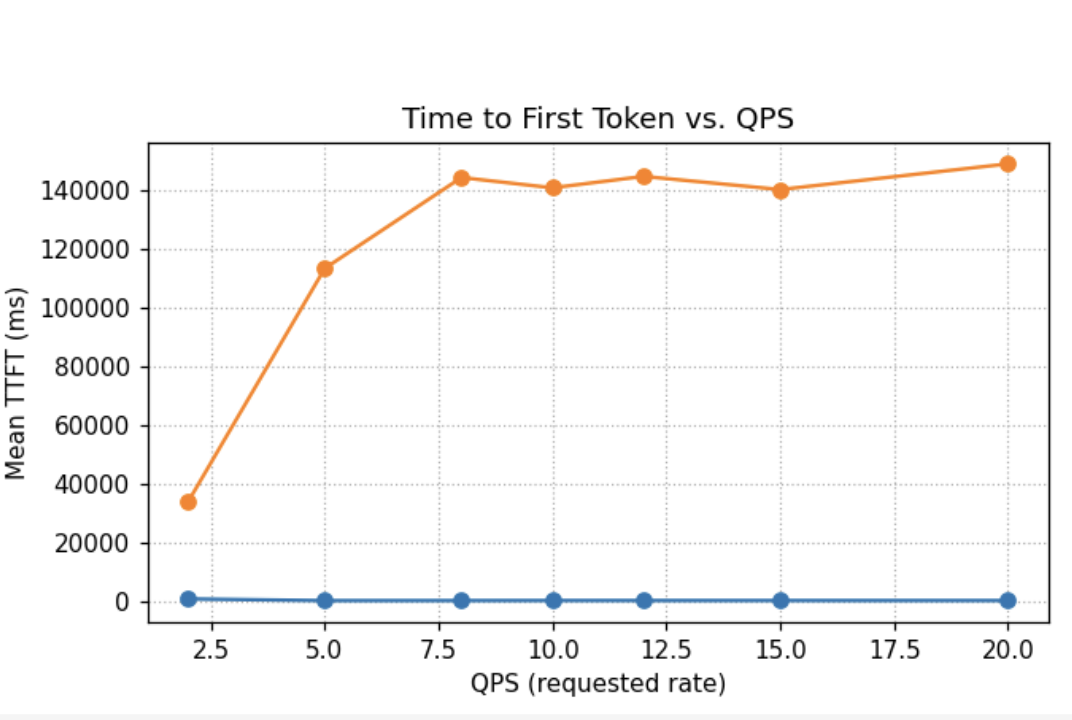 Time to First Token vs. QPS
Mean TTFT (ms)
140000
120000
100000
80000
60000
40000
20000
0
2.5 5.0 7.5 10.0 12.5 15.0 17.5 20.0
QPS (requested rate)